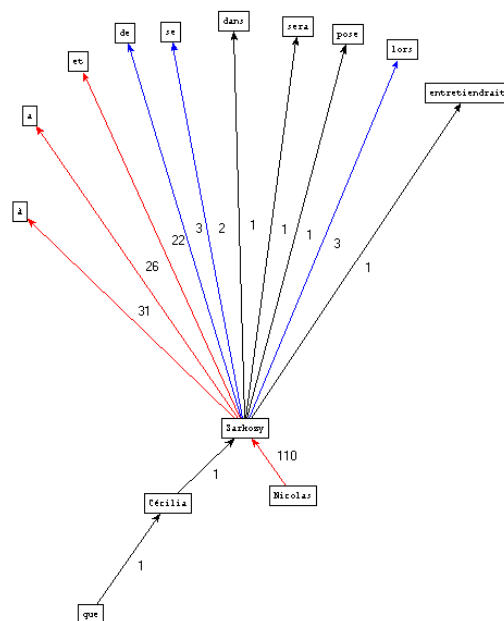 dans
sera
de
se
pose
lors
et
entretiendrait
a
22
3
2
1
1
1
3
26
1
à
31
Sarkozy
110
1
Cécilia
Nicolas
1
que